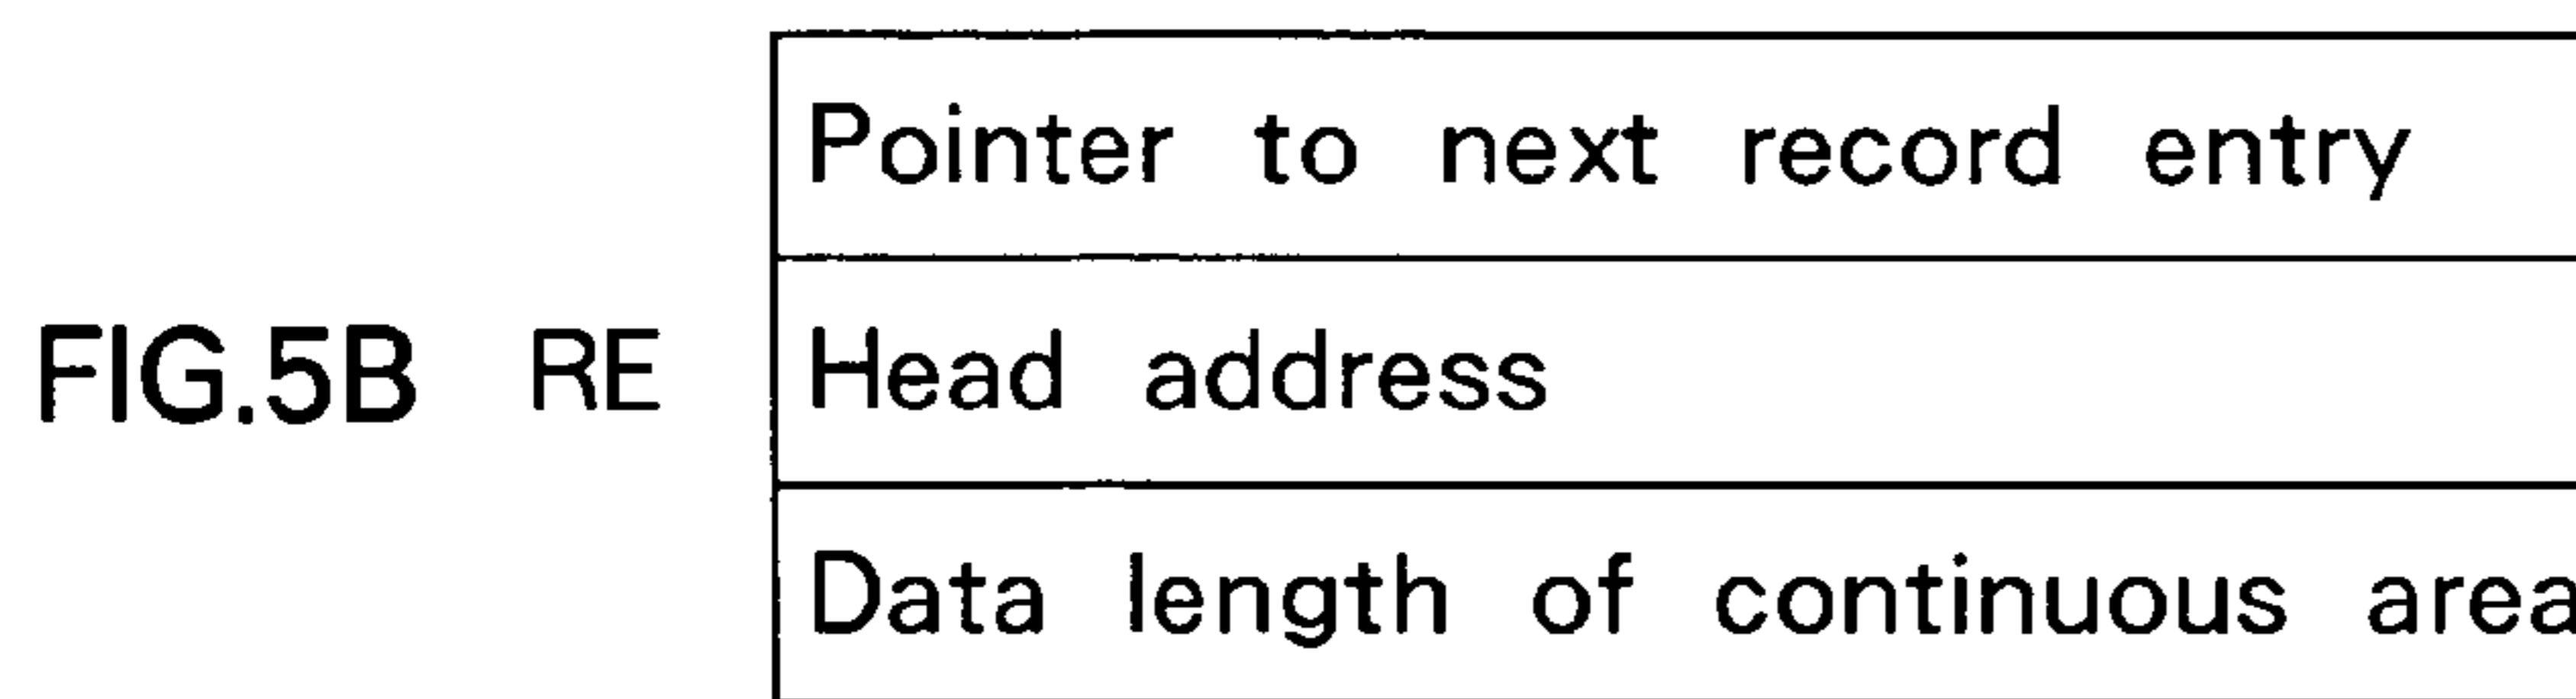 Pointer to next record entry
FIG.5B RE Head address
Data length of continuous area